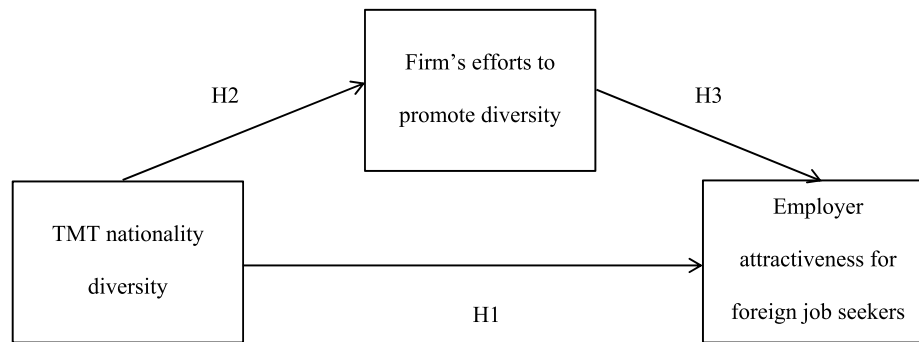 Firm's efforts to
promote diversity
H2
H3
TMT nationality
diversity
Employer
attractiveness for
foreign job seekers
H1